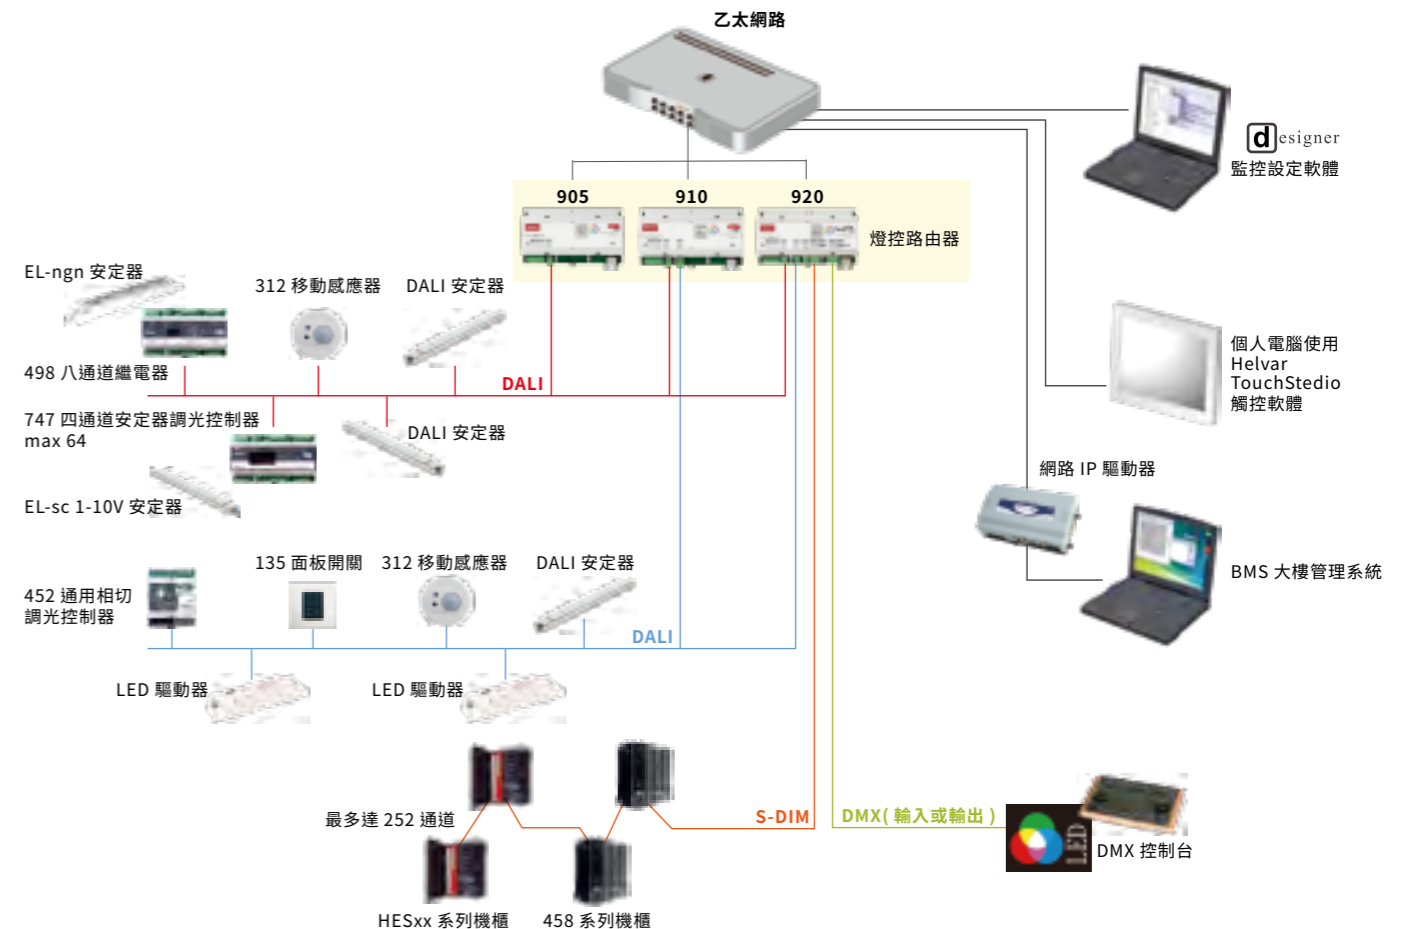 乙太網路
designer
監控設定軟體
905
910
920
燈控路由器
EL-ngn 安定器
312 移動感應器
DALI 安定器
498 八通道繼電器
DALI
747 四通道安定器調光控制器
max 64
DALI 安定器
EL-sc 1-10V 安定器
個人電腦使用
Helvar
TouchStedio
觸控軟體
網路 IP 驅動器
BMS 大樓管理系統
135 面板開關
312 移動感應器
DALI 安定器
452 通用相切
調光控制器
DALI
LED 驅動器
LED 驅動器
最多達 252 通道
S-DIM
DMX( 輸入或輸出 )
LED
DMX 控制台
HESxx 系列機櫃
458 系列機櫃